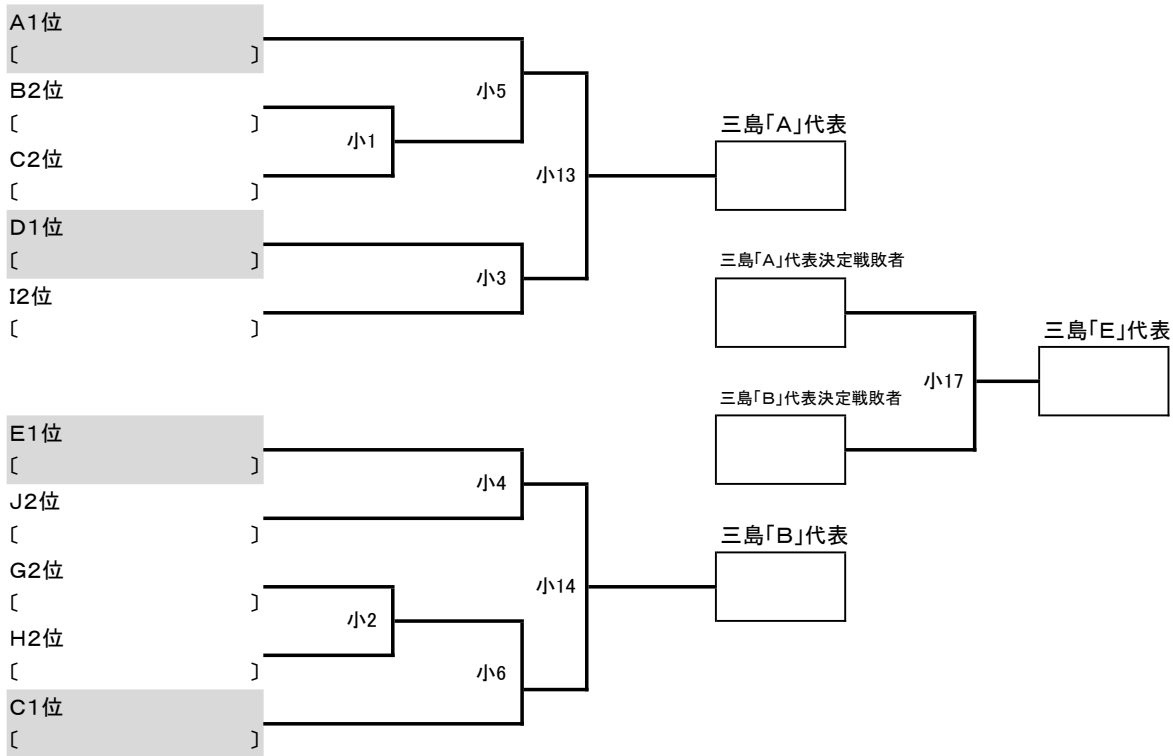 A1位
〔 〕
B2位
〔 〕
C2位
〔 〕
D1位
〔 〕
I2位
〔 〕
小5
小1
小13
小3
三島「A」代表
三島「A」代表決定戦敗者
三島「E」代表
小17
三島「B」代表決定戦敗者
E1位
〔 〕
J2位
〔 〕
G2位
〔 〕
H2位
〔 〕
C1位
〔 〕
小4
小14
小2
小6
三島「B」代表